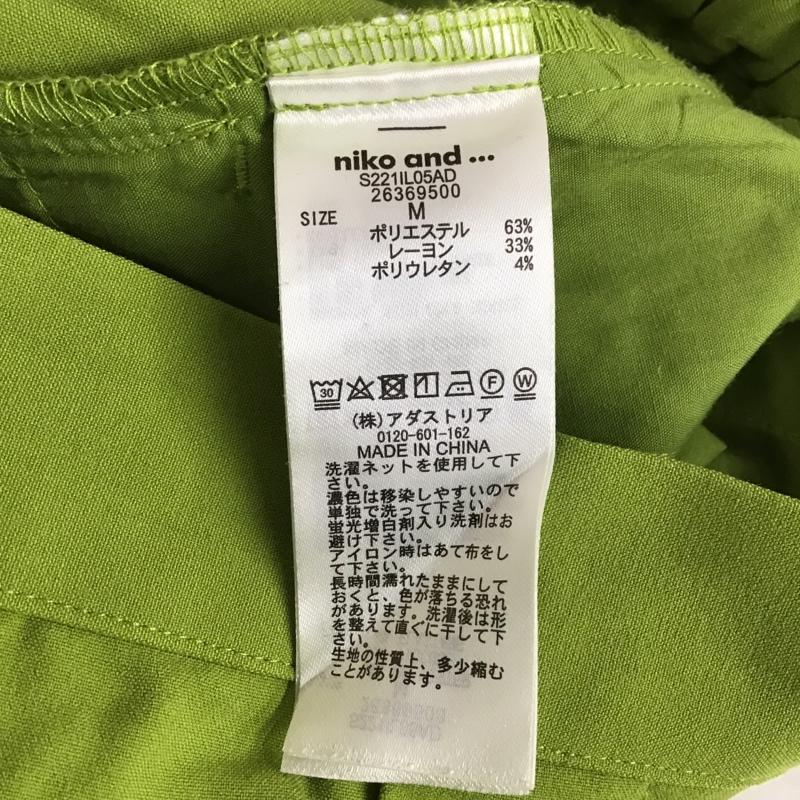 niko and ...
S221IL05AD
26369500
SIZE M
ポリエステル 63%
レーヨン 33%
ポリウレタン 4%
30 F W
(株)アダストリア
0120-601-162
MADE IN CHINA
洗濯ネットを使用して下
さい。
濃色は移染しやすいので
単独で洗って下さい。
蛍光増白剤入り洗剤はお
避け下さい。
アイロン時はあて布をし
て下さい。
長時間濡れたままにして
おくと、色が落ちる恐れ
があります。洗濯後は形
を整えて直ぐに干して下
さい。
生地の性質上、多少縮む
ことがあります。